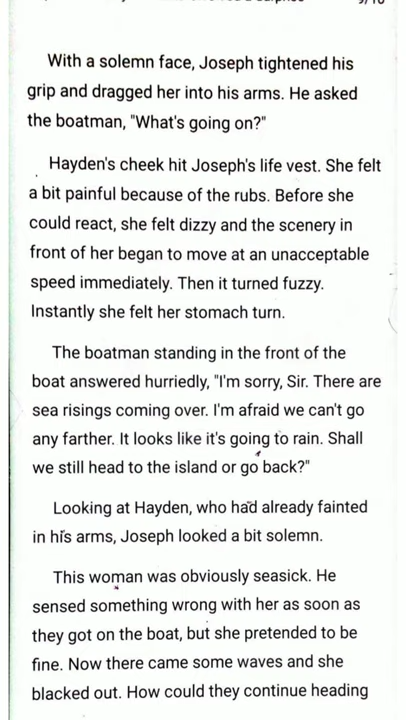 With a solemn face, Joseph tightened his
grip and dragged her into his arms. He asked
the boatman, "What's going on?"
Hayden's cheek hit Joseph's life vest. She felt
a bit painful because of the rubs. Before she
could react, she felt dizzy and the scenery in
front of her began to move at an unacceptable
speed immediately. Then it turned fuzzy.
Instantly she felt her stomach turn.
The boatman standing in the front of the
boat answered hurriedly, "I'm sorry, Sir. There are
sea risings coming over. I'm afraid we can't go
any farther. It looks like it's going to rain. Shall
we still head to the island or go back?"
Looking at Hayden, who had already fainted
in his arms, Joseph looked a bit solemn.
This woman was obviously seasick. He
sensed something wrong with her as soon as
they got on the boat, but she pretended to be
fine. Now there came some waves and she
blacked out. How could they continue heading